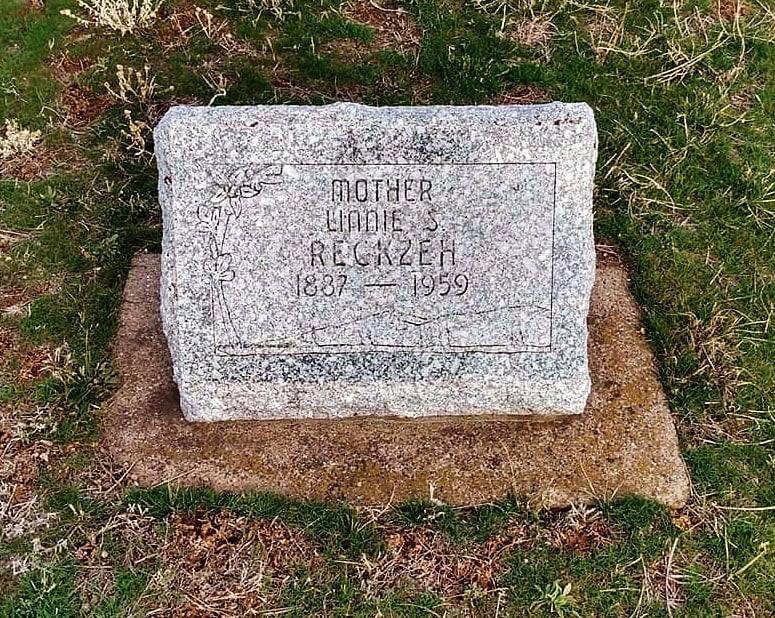 MOTHER
LINNIE S
RECKZEH
1887 — 1959